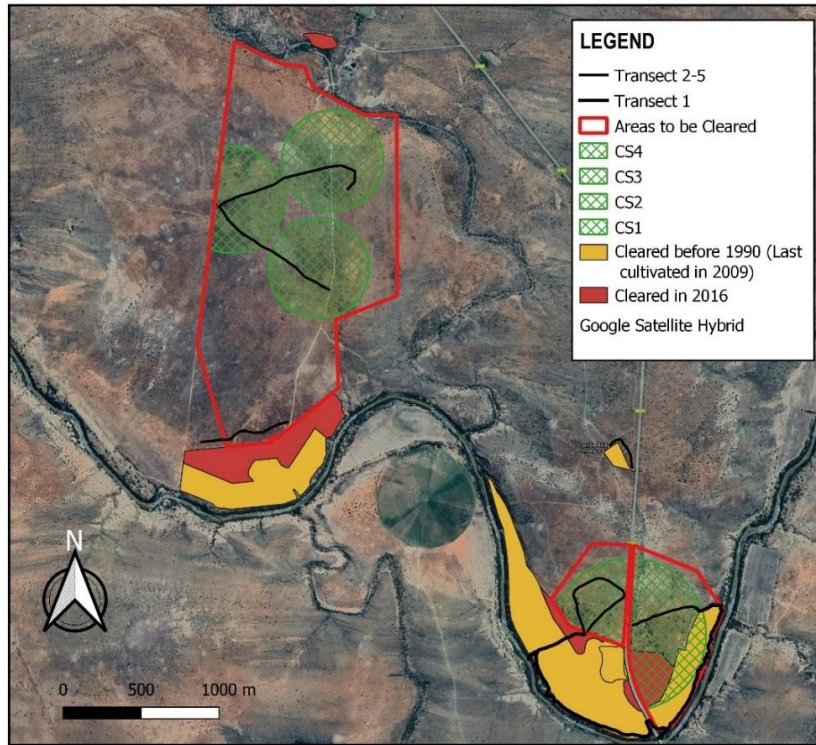 LEGEND
Transect 2-5
Transect 1
Areas to be Cleared
CS4
CS3
CS2
CS1
Cleared before 1990 (Last
cultivated in 2009)
Cleared in 2016
Google Satellite Hybrid
N
0 500 1000 m